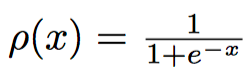 ρ(x) = 1/(1+e^{-x})